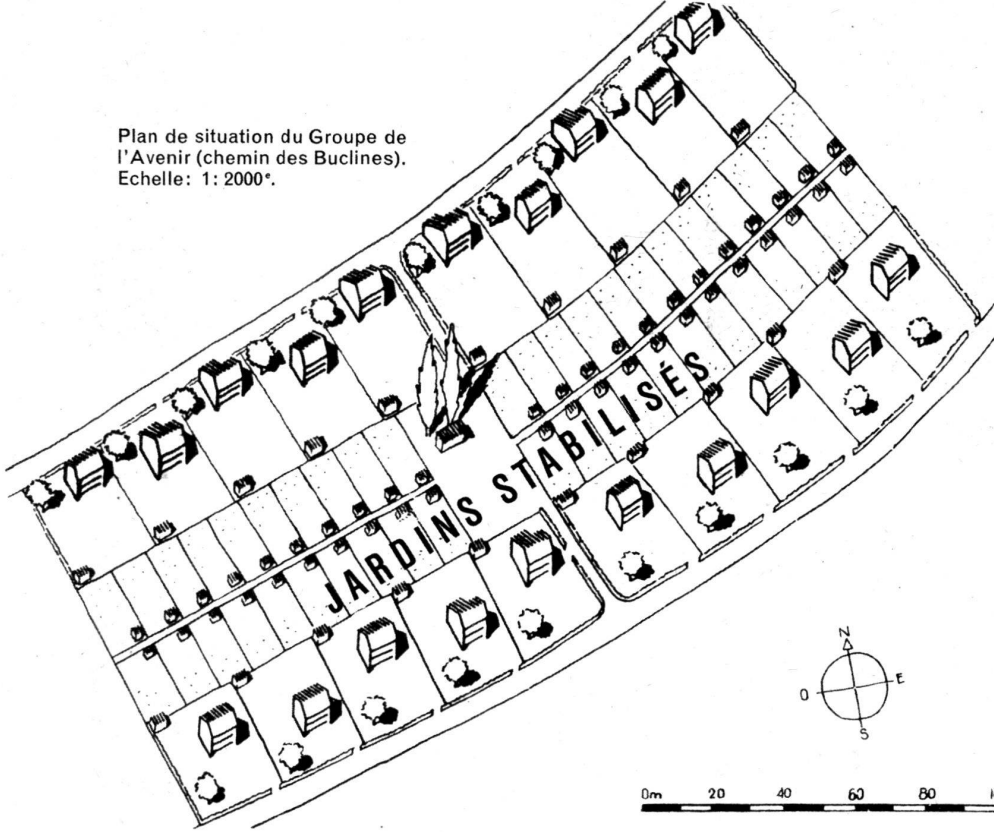 Plan de situation du Groupe de
l'Avenir (chemin des Buclines).
Echelle: 1: 2000e.
JARDINS STABILISÉS
N
O
E
S
0m 20 40 60 80